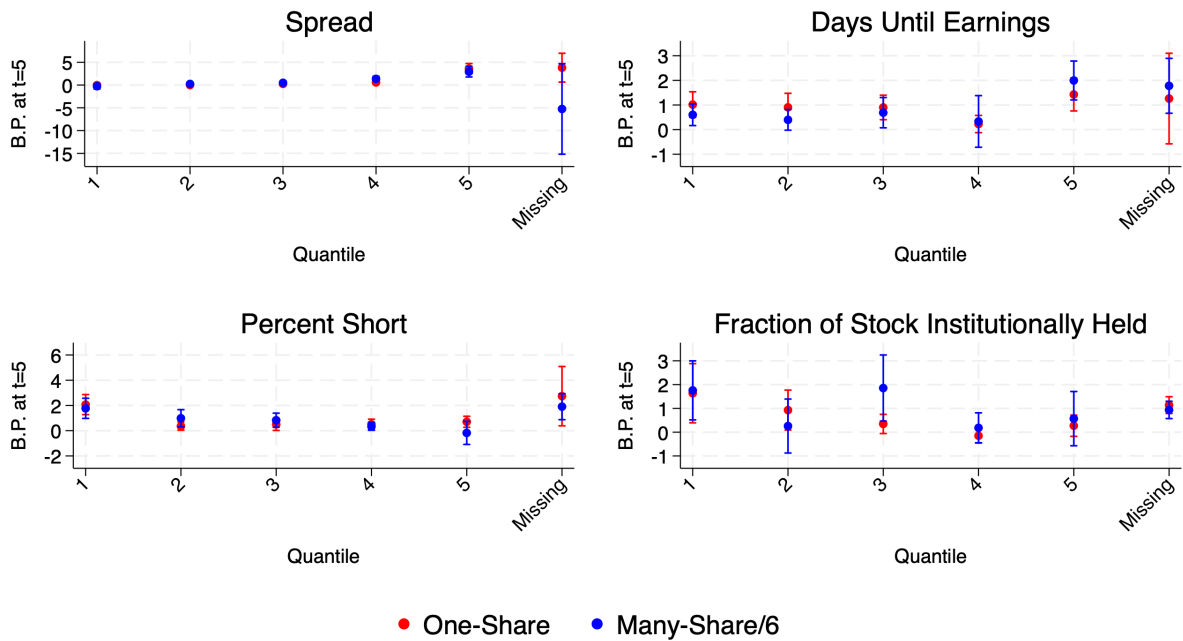 Spread
B.P. at t=5
5
0
-5
-10
-15
1
2
3
4
5
Missing
Quantile
Days Until Earnings
B.P. at t=5
3
2
1
0
-1
1
2
3
4
5
Missing
Quantile
Percent Short
B.P. at t=5
6
4
2
0
-2
1
2
3
4
5
Missing
Quantile
Fraction of Stock Institutionally Held
B.P. at t=5
3
2
1
0
-1
1
2
3
4
5
Missing
Quantile
One-Share
Many-Share/6